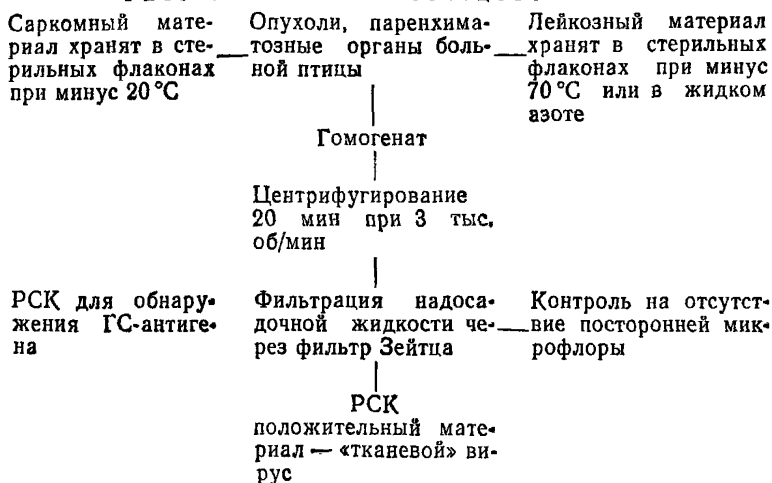 Саркомный мате-
риал хранят в сте-
рильных флаконах
при минус 20 °C
Опухоли, паренхима-
тозные органы боль-
ной птицы
Лейкозный материал
хранят в стерильных
флаконах при минус
70 °C или в жидком
азоте
Гомогенат
Центрифугирование
20 мин при 3 тыс.
об/мин
РСК для обнару-
жения ГС-антиге-
на
Фильтрация надоса-
дочной жидкости че-
рез фильтр Зейтца
Контроль на отсутст-
вие посторонней мик-
рофлоры
РСК
положительный мате-
риал — «тканевой» ви-
рус